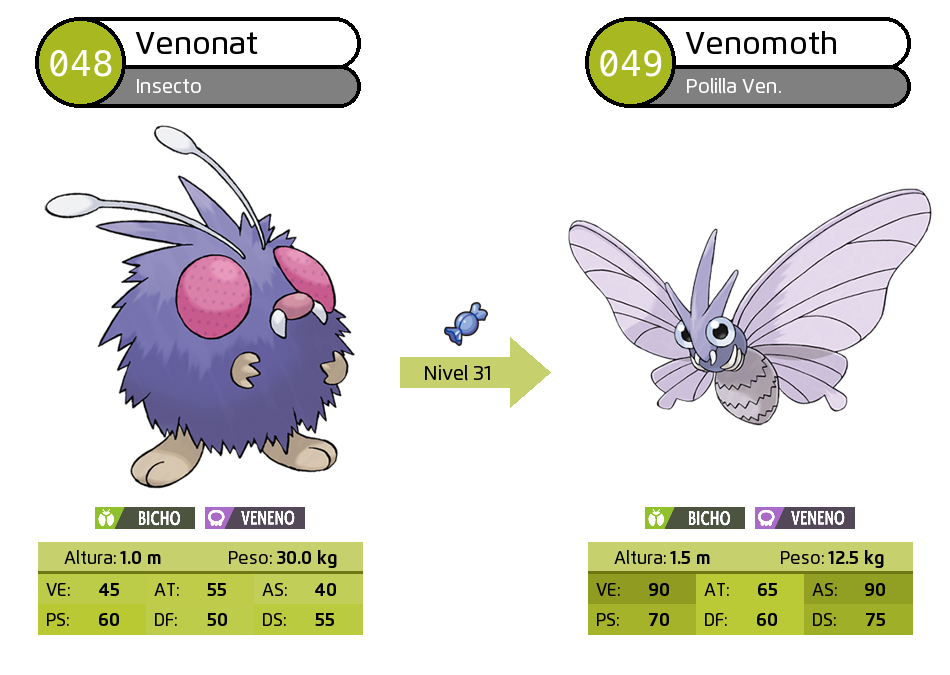 048
Venonat
Insecto
049
Venomoth
Polilla Ven.
Nivel 31
BICHO VENENO
Altura: 1.0 m Peso: 30.0 kg
VE: 45 AT: 55 AS: 40
PS: 60 DF: 50 DS: 55
BICHO VENENO
Altura: 1.5 m Peso: 12.5 kg
VE: 90 AT: 65 AS: 90
PS: 70 DF: 60 DS: 75